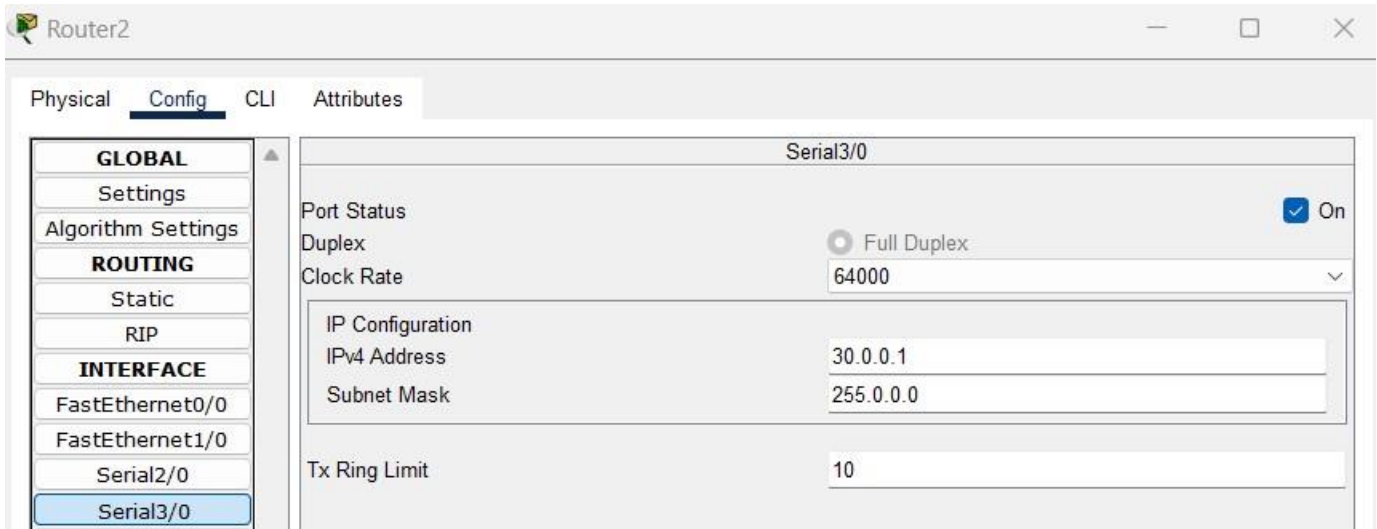 Router2
Physical Config CLI Attributes
GLOBAL
Settings
Algorithm Settings
ROUTING
Static
RIP
INTERFACE
FastEthernet0/0
FastEthernet1/0
Serial2/0
Serial3/0
Serial3/0
Port Status On
Duplex Full Duplex
Clock Rate 64000
IP Configuration
IPv4 Address 30.0.0.1
Subnet Mask 255.0.0.0
Tx Ring Limit 10